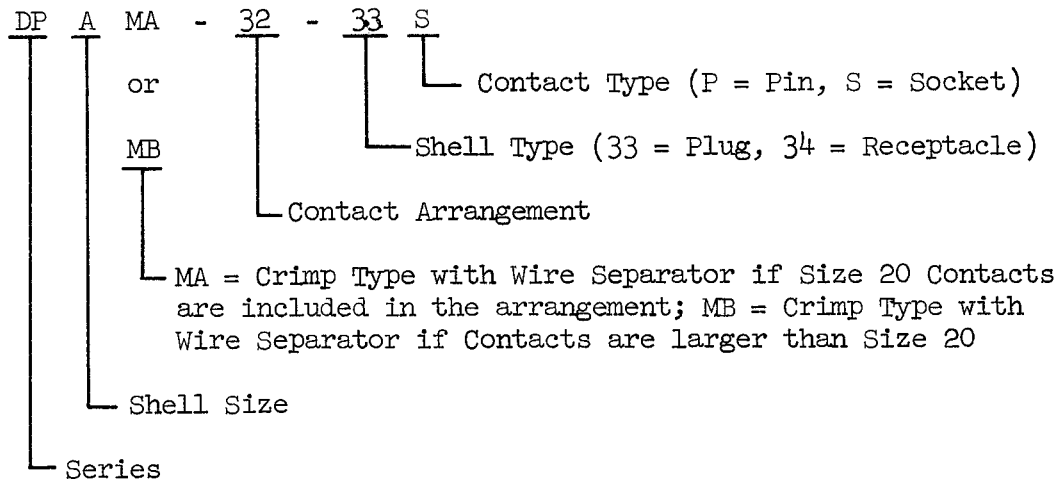 DP A MA - 32 - 33 S
Contact Type (P = Pin, S = Socket)
or
Shell Type (33 = Plug, 34 = Receptacle)
MB
Contact Arrangement
MA = Crimp Type with Wire Separator if Size 20 Contacts
are included in the arrangement; MB = Crimp Type with
Wire Separator if Contacts are larger than Size 20
Shell Size
Series